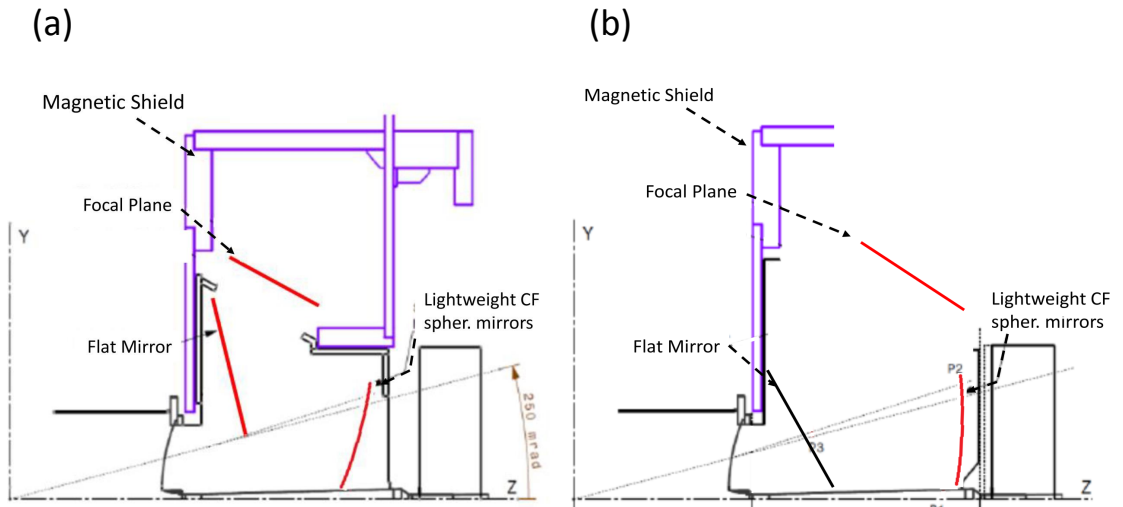 (a)
Magnetic Shield
Focal Plane
Y
Flat Mirror
Lightweight CF
spher. mirrors
250 mrad
Z
(b)
Magnetic Shield
Focal Plane
Y
Flat Mirror
Lightweight CF
spher. mirrors
P2
P3
Z